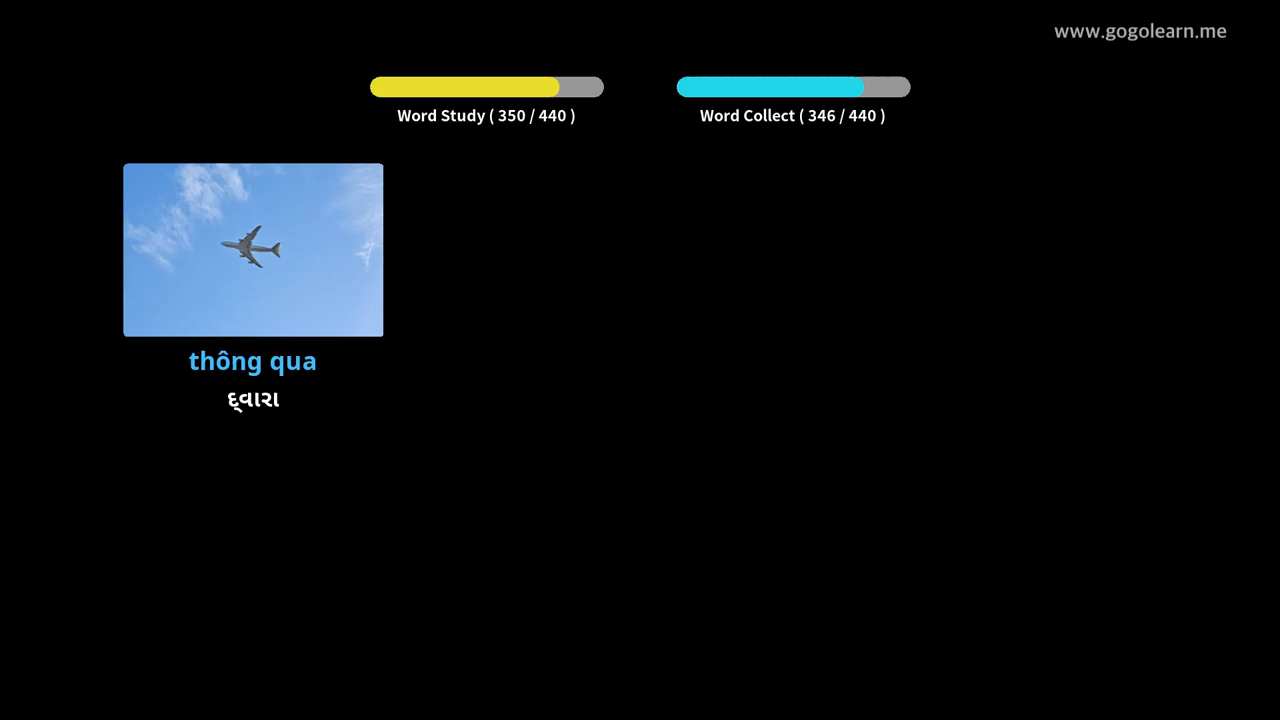 www.gogolearn.me
Word Study ( 350 / 440 )
Word Collect ( 346 / 440 )
thông qua
દ્વારા